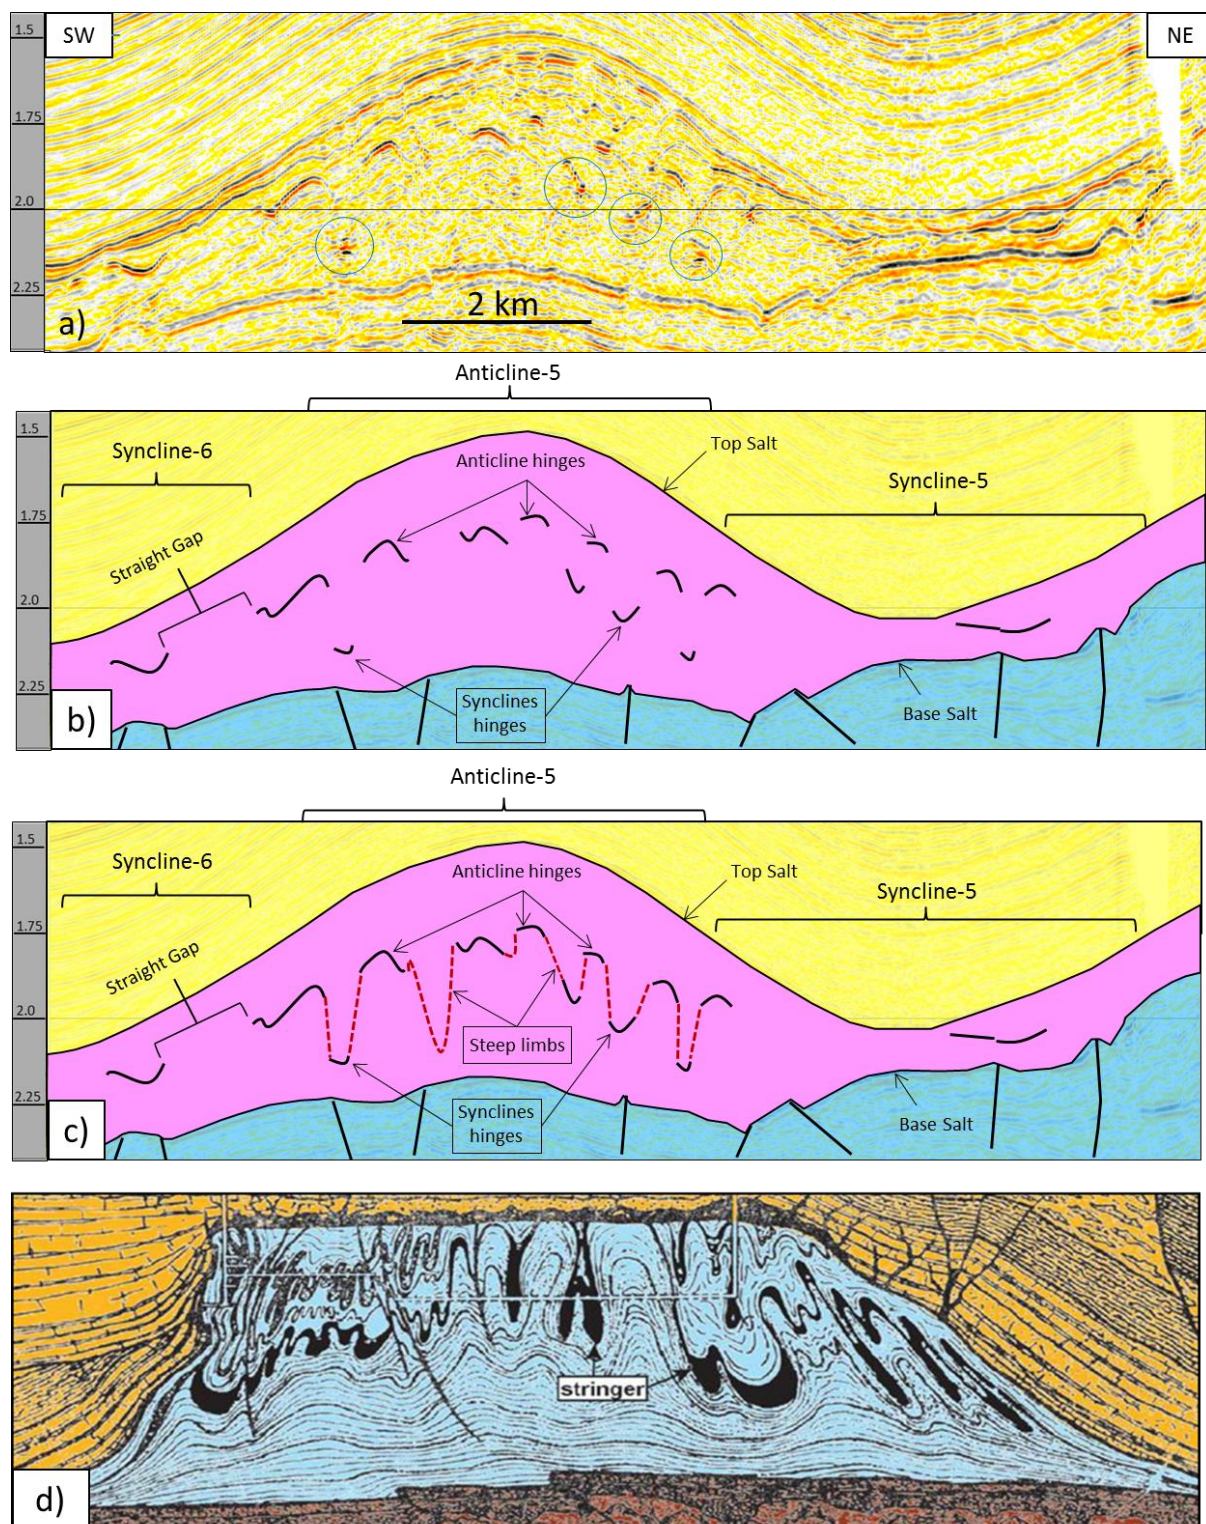 SW
NE
1.5
1.75
2.0
2.25
2 km
a)
Anticline-5
1.5
Syncline-6
Anticline hinges
Top Salt
Syncline-5
1.75
Straight Gap
2.0
2.25
Synclines
hinges
Base Salt
b)
Anticline-5
1.5
Syncline-6
Anticline hinges
Top Salt
Syncline-5
1.75
Straight Gap
2.0
Steep limbs
2.25
Synclines
hinges
Base Salt
c)
stringer
d)